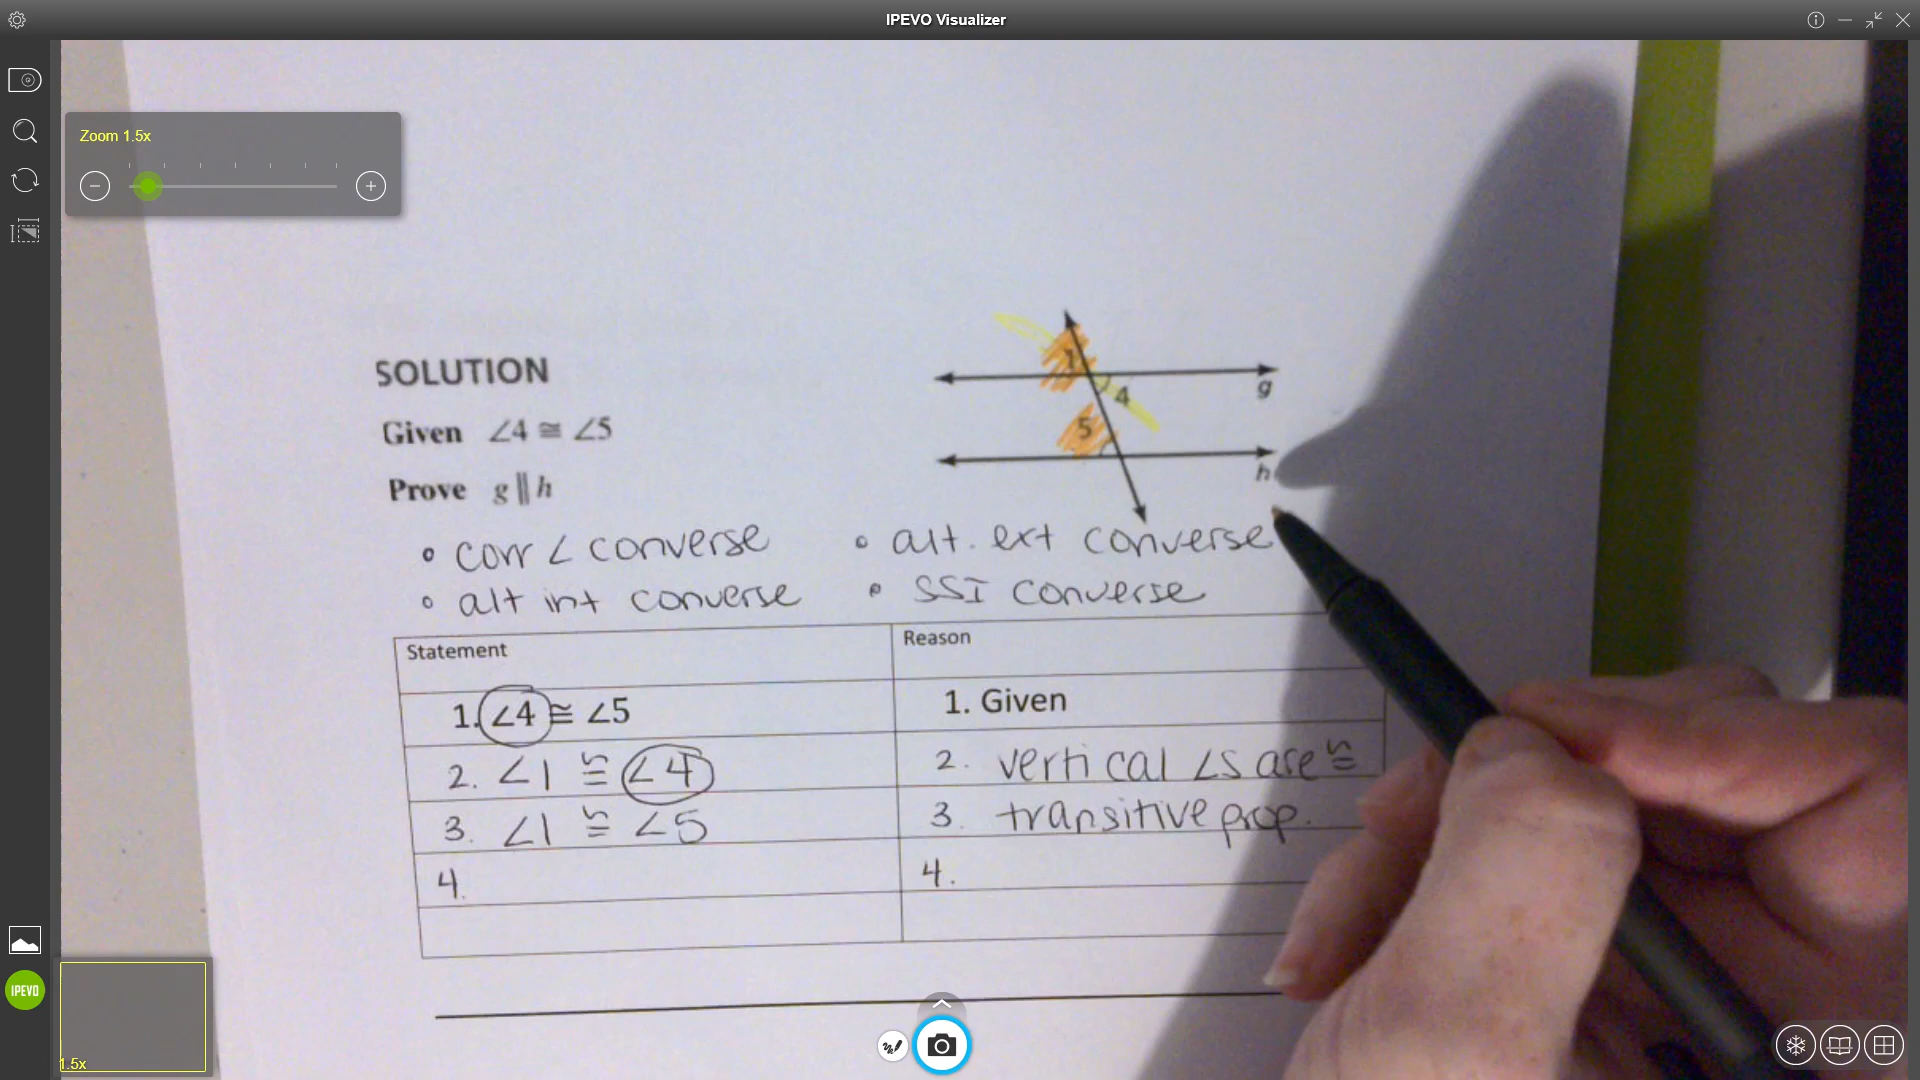 IPEVO Visualizer
Zoom 1.5x
SOLUTION
Given ∠4 ≅ ∠5
Prove g ∥ h
1
4
g
5
h
• corr ∠ converse
• alt. ext converse
• alt int converse
• SSI converse
Statement
Reason
1. ∠4 ≅ ∠5
1. Given
2. ∠1 ≅ ∠4
2. vertical ∠s are ≅
3. ∠1 ≅ ∠5
3. transitive prop.
4.
4.
IPEVO
1.5x